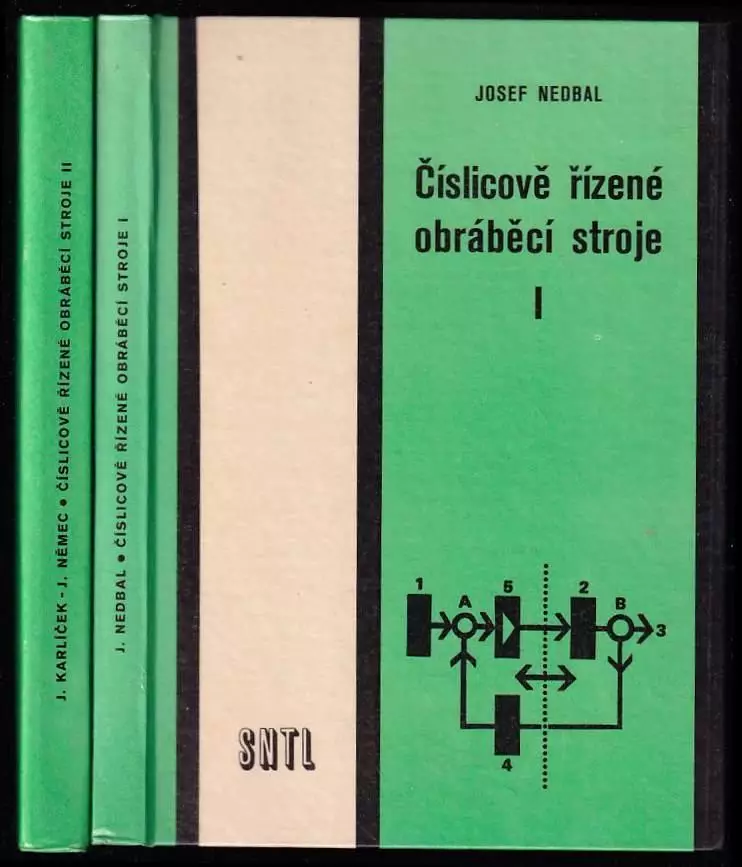 J. KARLÍČEK - J. NĚMEC • ČÍSLICOVĚ ŘÍZENÉ OBRÁBĚCÍ STROJE II
J. NEDBAL • ČÍSLICOVĚ ŘÍZENÉ OBRÁBĚCÍ STROJE I
SNTL
JOSEF NEDBAL
Číslicově řízené
obráběcí stroje
I
1 A 5 2 B
3
4